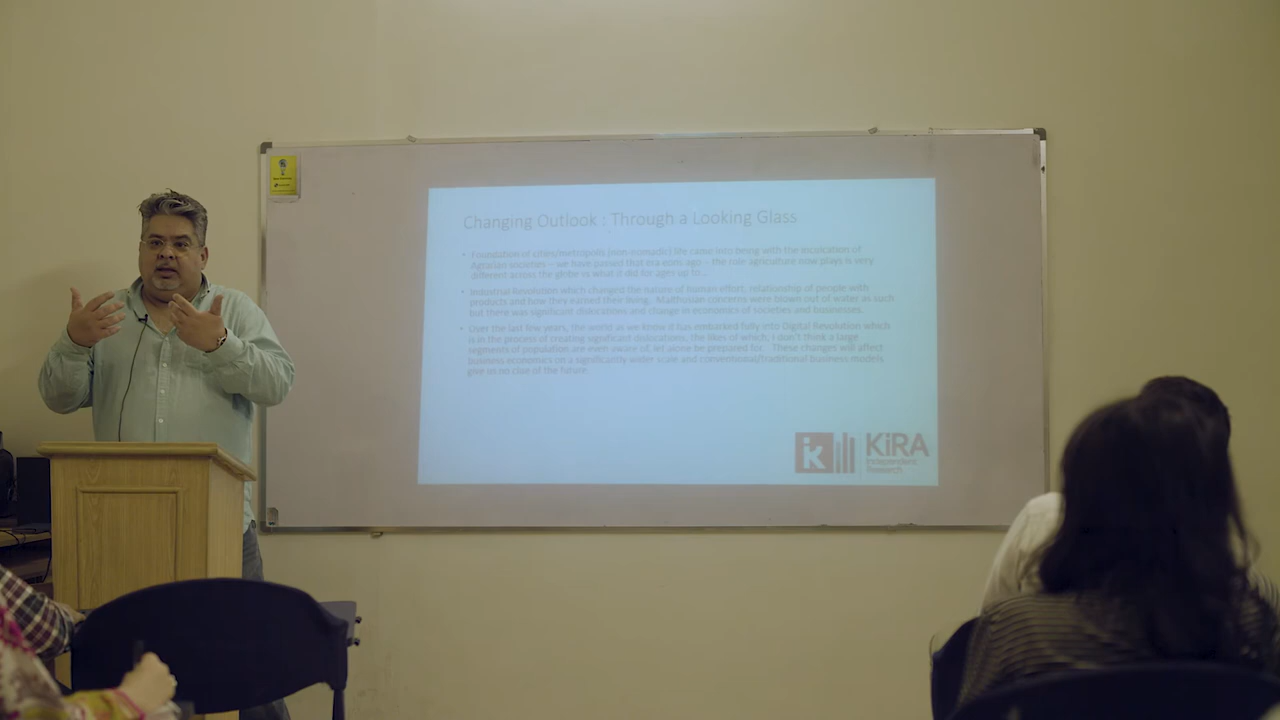 Changing Outlook : Through a Looking Glass
• Foundation of cities/metropolis from nomadic Life came into being with the inculcation of
Agrarian societies – we have passed that era eons ago – the role agriculture now plays is very
different across the globe vs what it did for ages up to...
• Industrial Revolution which changed the nature of human effort, relationship of people with
products and how they earned their living. Malthusian concerns were blown out of water as such
but there was significant dislocations and change in economics of societies and businesses.
• Over the last few years, the world as we know it has embarked fully into Digital Revolution which
is in the process of creating significant dislocations, the likes of which, I don't think a large
segments of population are even aware of, let alone be prepared for. These changes will affect
business economics on a significantly wider scale and conventional/traditional business models
give us no clue of the future.
ik KiRA
Independent
Research